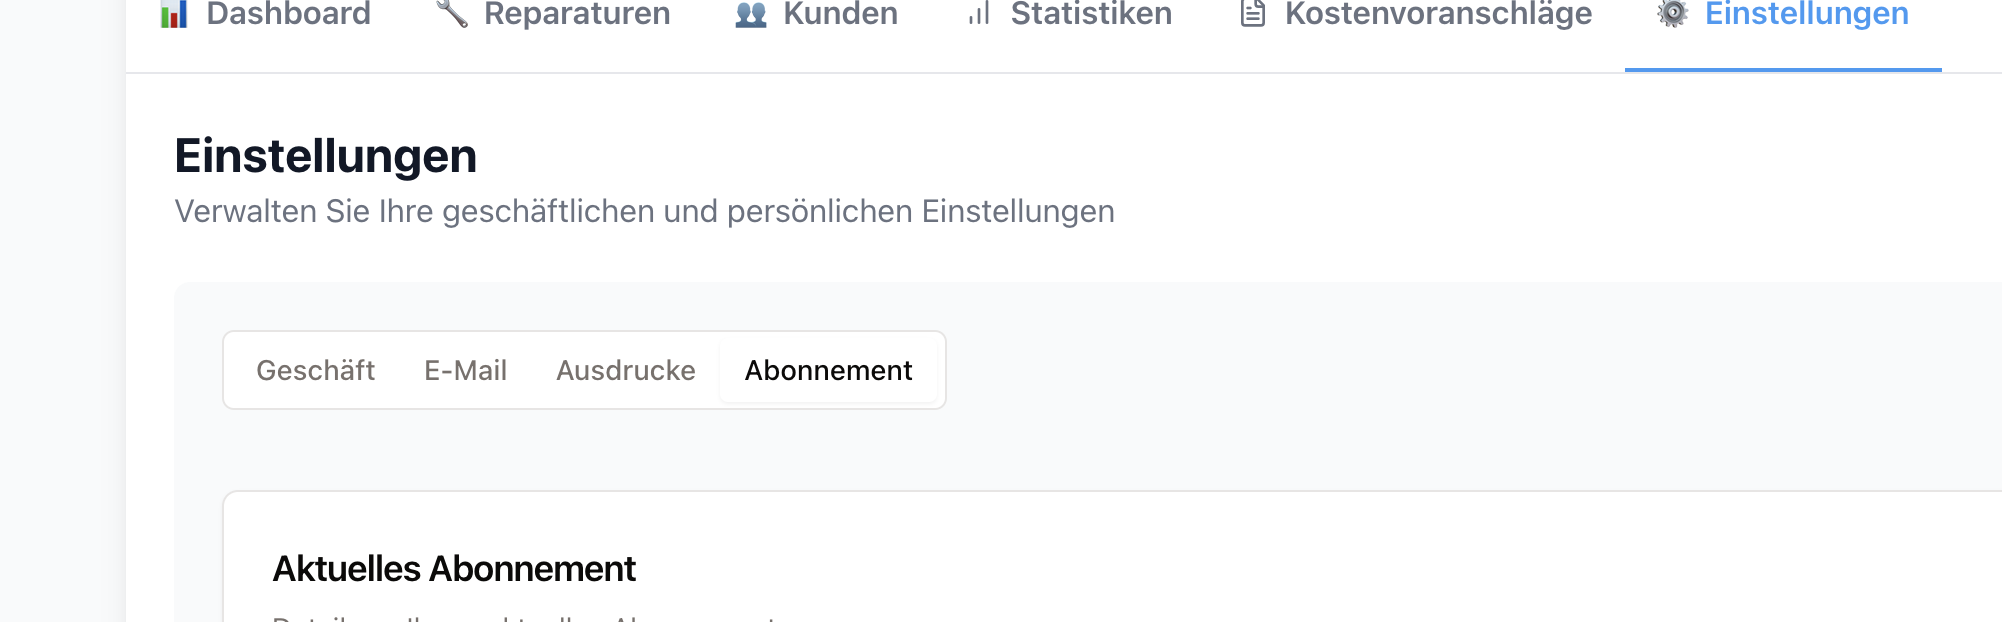 Dashboard Reparaturen Kunden Statistiken Kostenvoranschläge Einstellungen
Einstellungen
Verwalten Sie Ihre geschäftlichen und persönlichen Einstellungen
Geschäft E-Mail Ausdrucke Abonnement
Aktuelles Abonnement